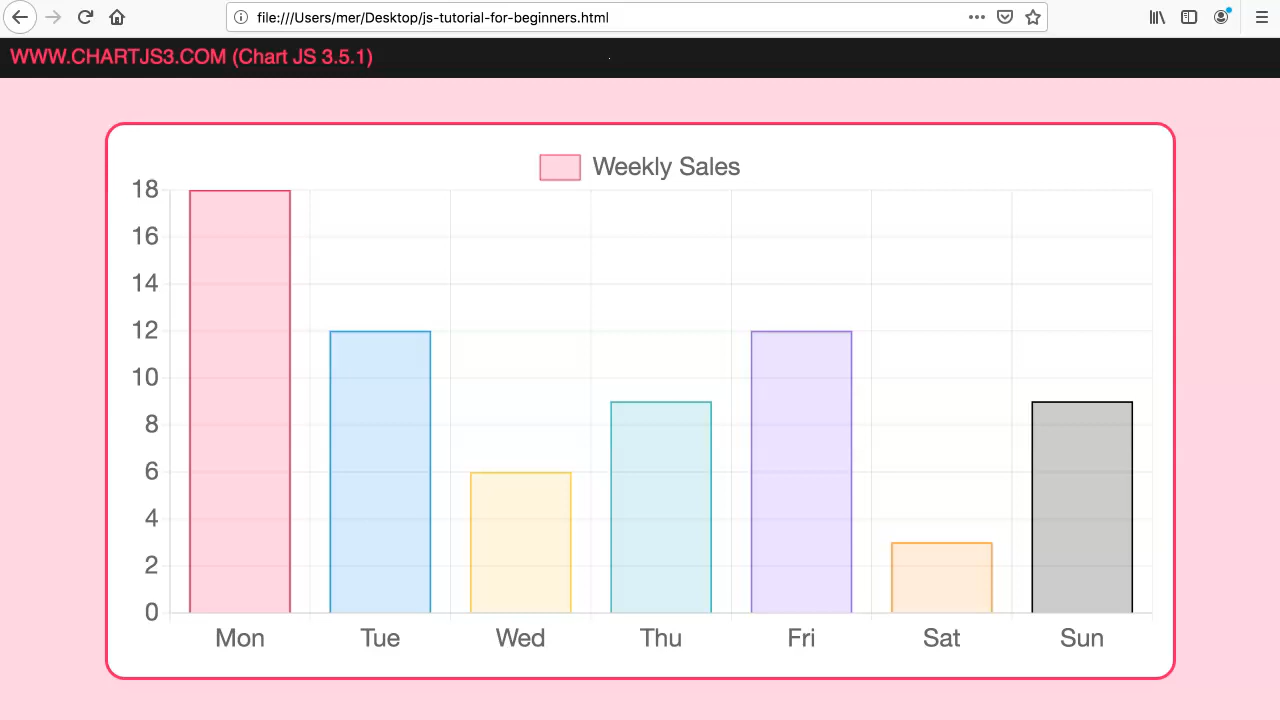 file:///Users/mer/Desktop/js-tutorial-for-beginners.html
WWW.CHARTJS3.COM (Chart JS 3.5.1)
Weekly Sales
18
16
14
12
10
8
6
4
2
0
Mon Tue Wed Thu Fri Sat Sun